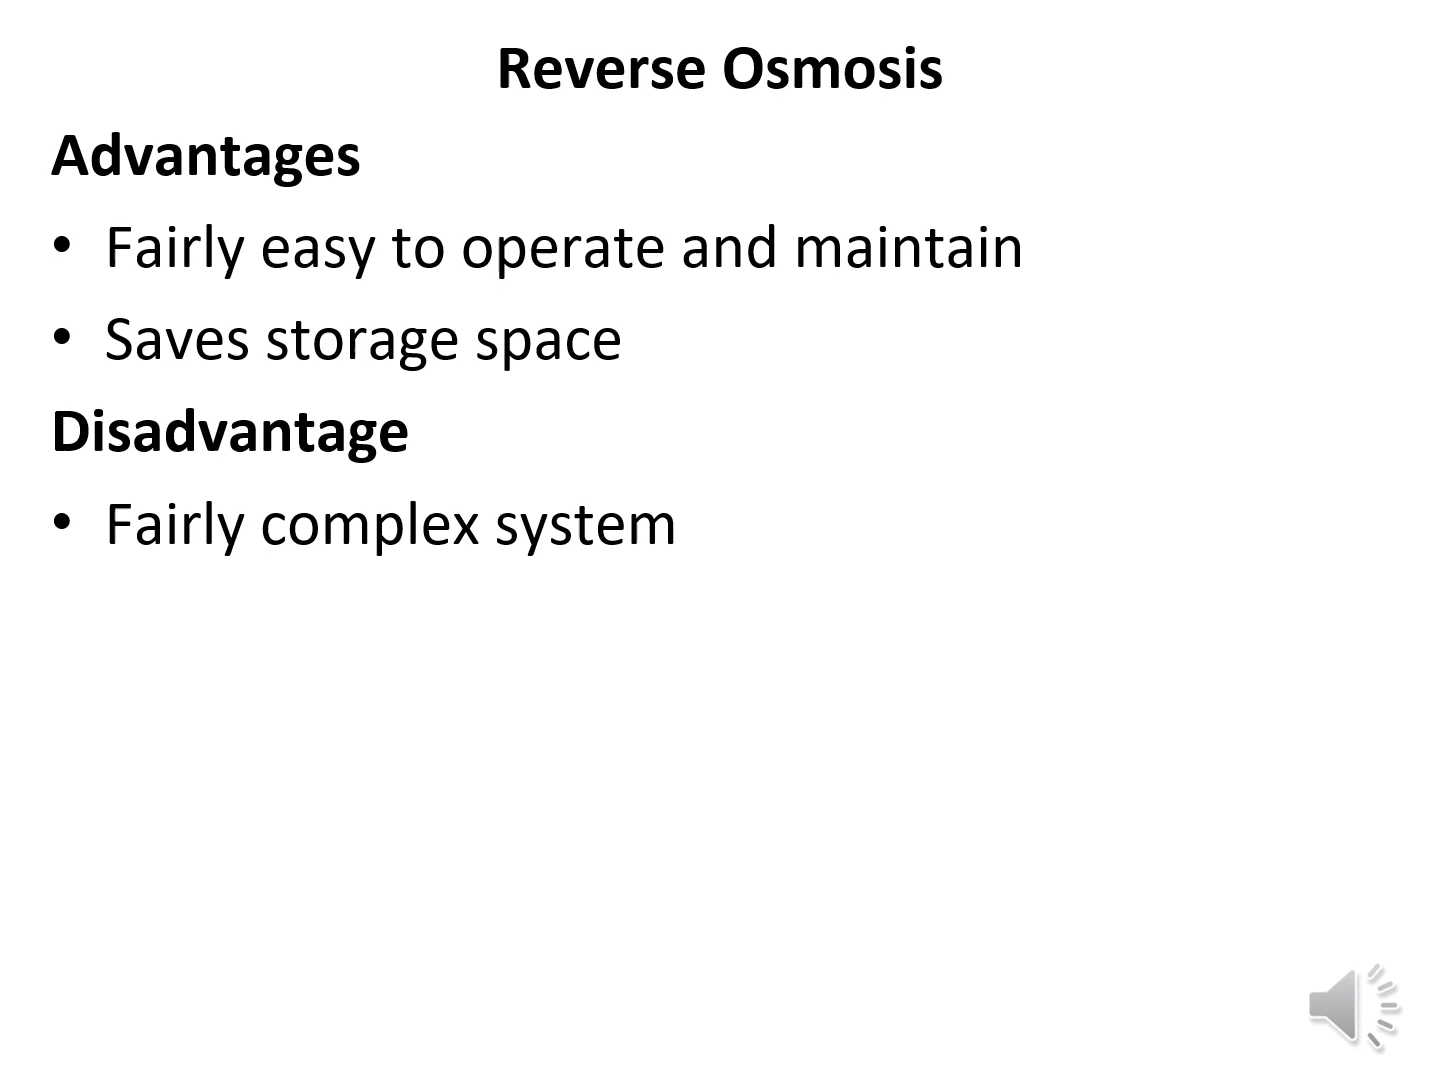 Reverse Osmosis
Advantages
• Fairly easy to operate and maintain
• Saves storage space
Disadvantage
• Fairly complex system